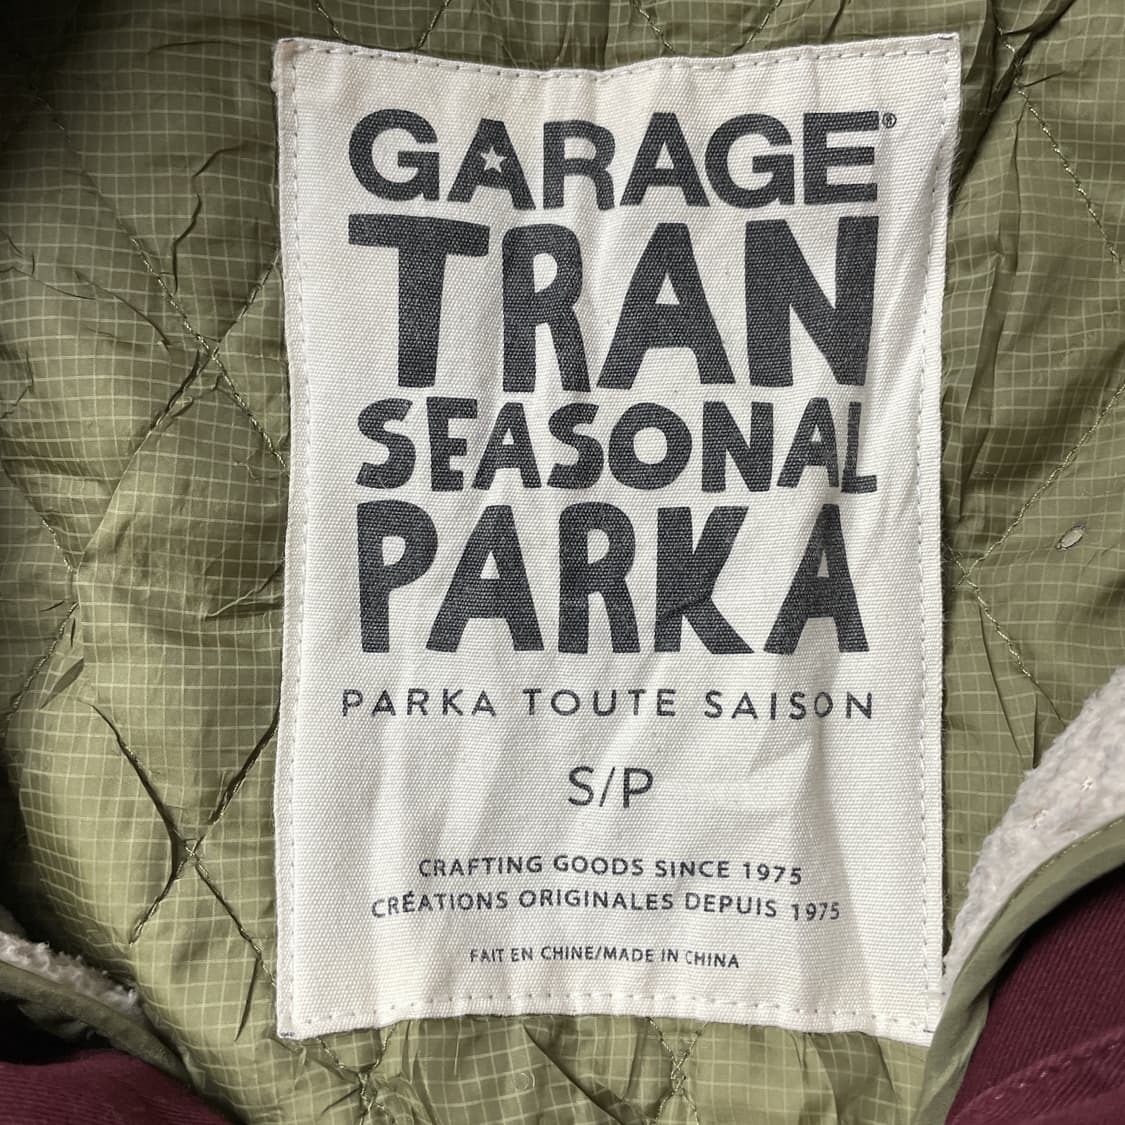 GARAGE®
TRAN
SEASONAL
PARKA
PARKA TOUTE SAISON
S/P
CRAFTING GOODS SINCE 1975
CRÉATIONS ORIGINALES DEPUIS 1975
FAIT EN CHINE/MADE IN CHINA